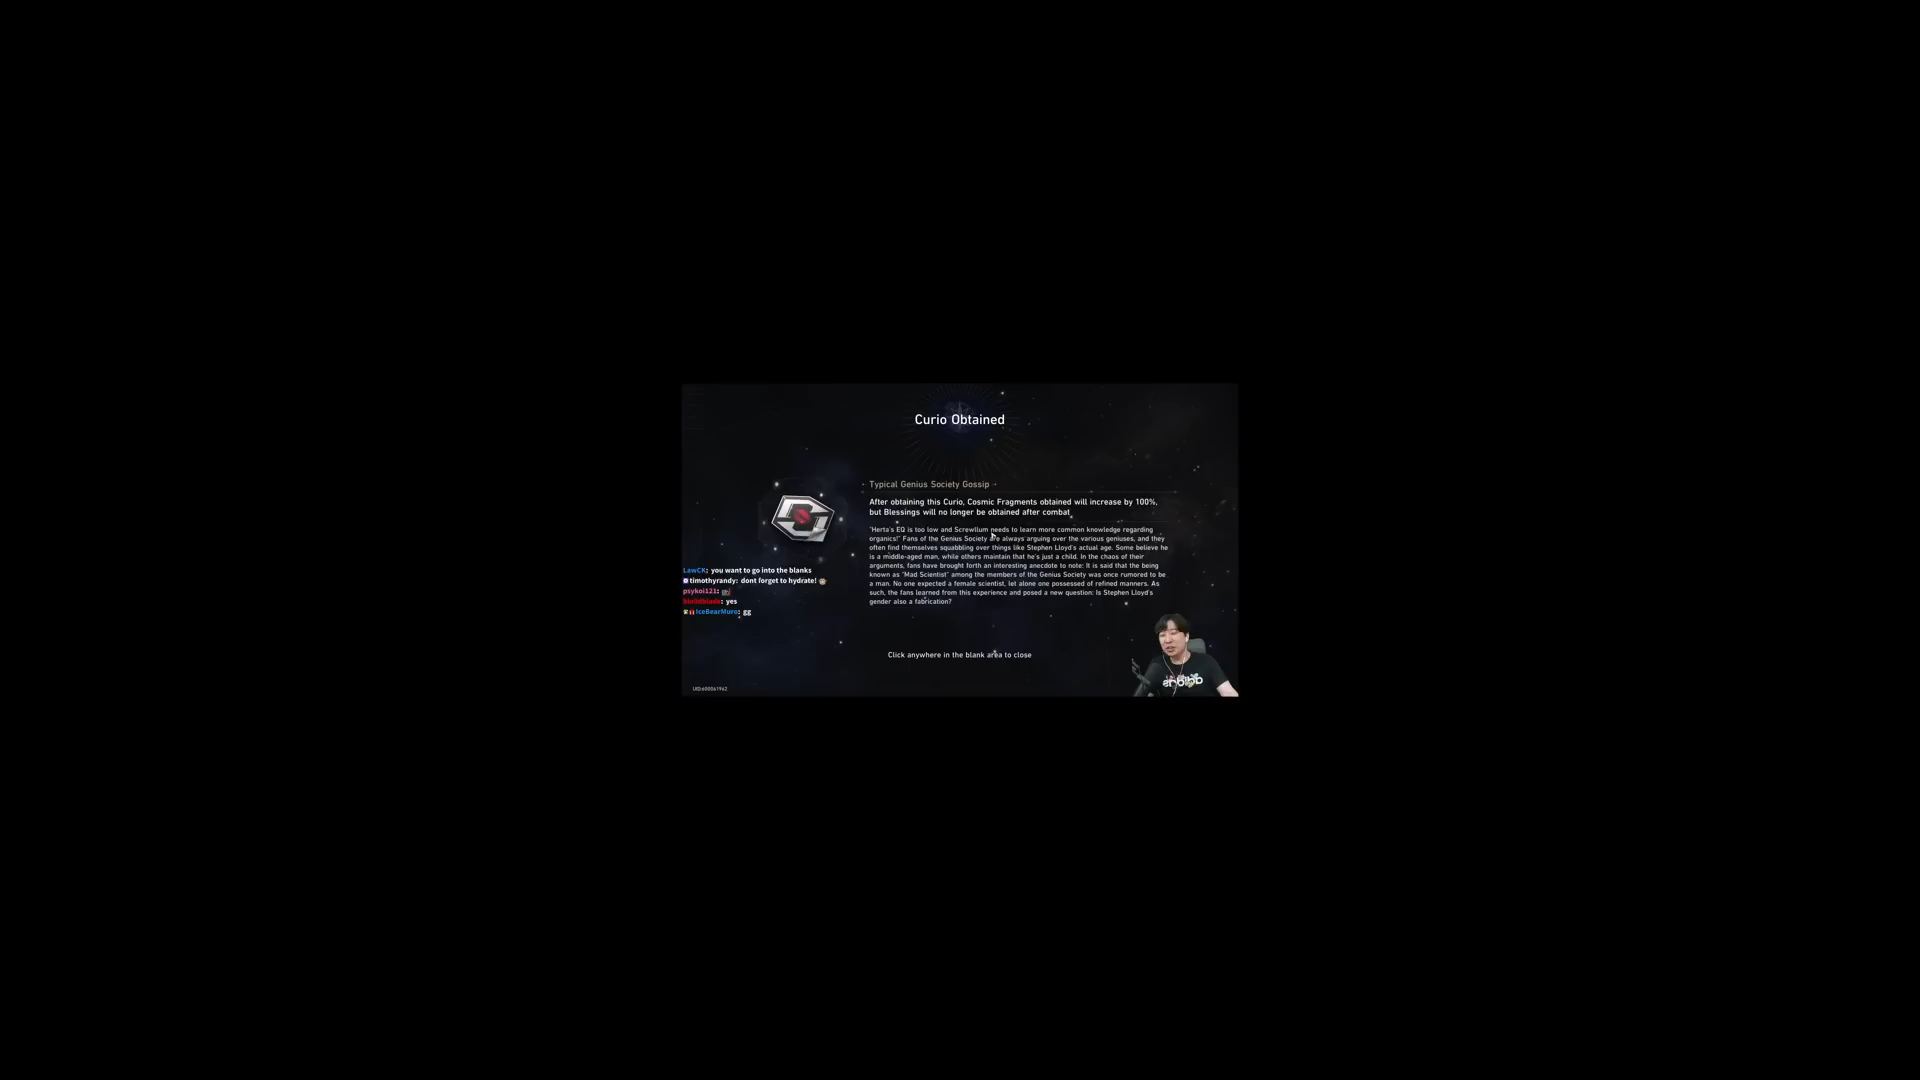 Curio Obtained
Typical Genius Society Gossip
After obtaining this Curio, Cosmic Fragments obtained will increase by 100%,
but Blessings will no longer be obtained after combat
"Herta's EQ is too low and Screwllum needs to learn more common knowledge regarding
organics!" Fans of the Genius Society are always arguing over the various geniuses, and they
often find themselves squabbling over things like Stephen Lloyd's actual age. Some believe he
is a middle-aged man, while others maintain that he's just a child. In the chaos of their
arguments, fans have brought forth an interesting anecdote to note: It is said that the being
known as "Mad Scientist" among the members of the Genius Society was once rumored to be
a man. No one expected a female scientist, let alone one possessed of refined manners. As
such, the fans learned from this experience and posed a new question: Is Stephen Lloyd's
gender also a fabrication?
LawCK: you want to go into the blanks
timothyrandy: dont forget to hydrate!
psykoi121:
: yes
IceBearMuro: gg
Click anywhere in the blank area to close
UID:600061962